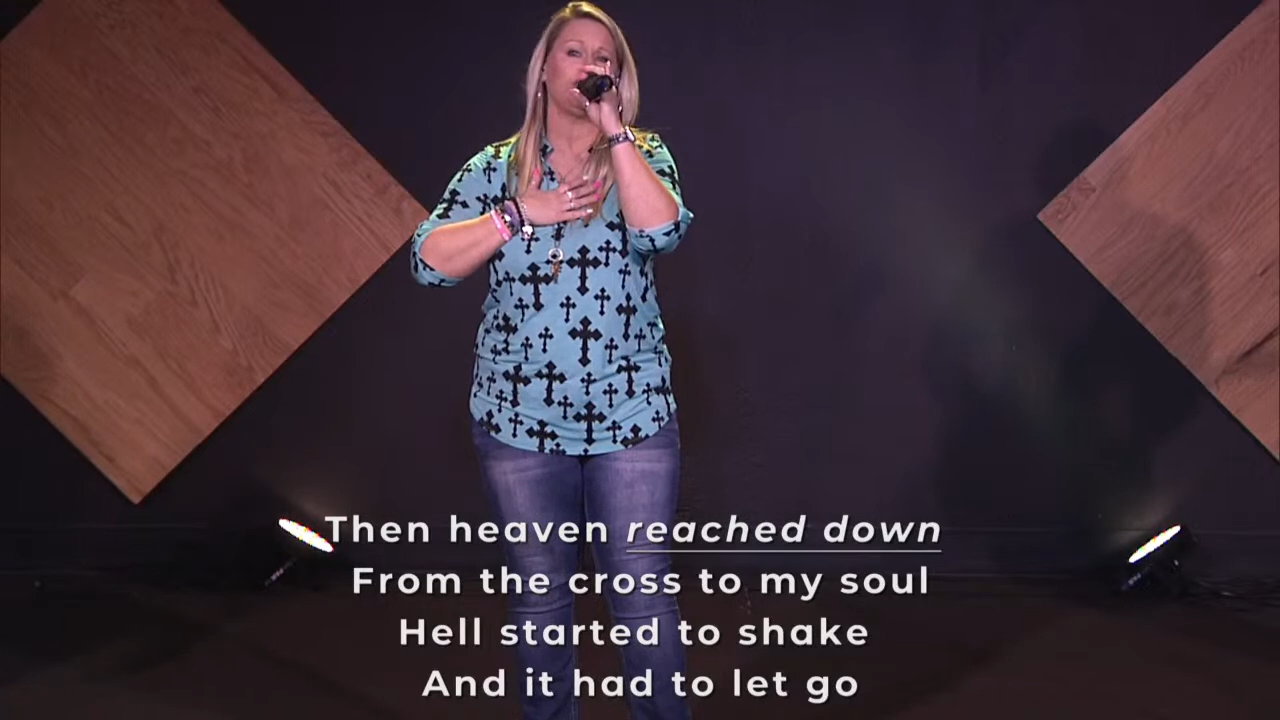 Then heaven reached down
From the cross to my soul
Hell started to shake
And it had to let go